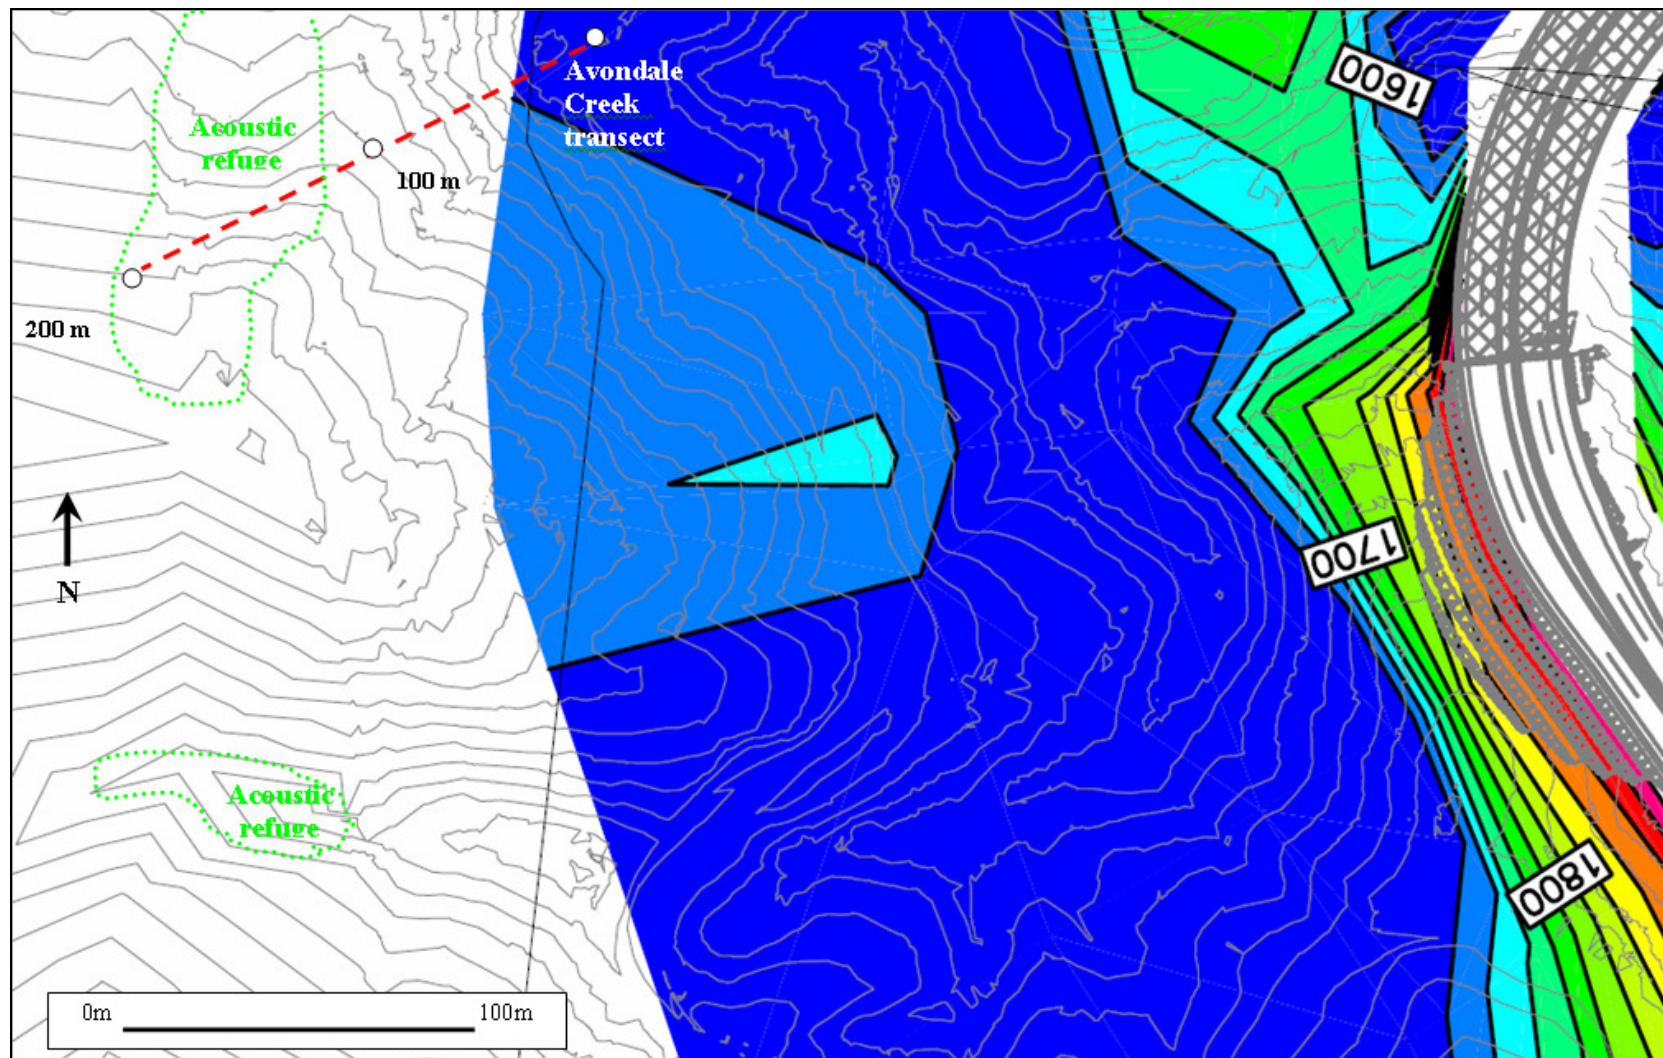 1600
Avondale
Creek
transect
Acoustic
refuge
100 m
200 m
N
1700
Acoustic
refuge
1800
0m
100m